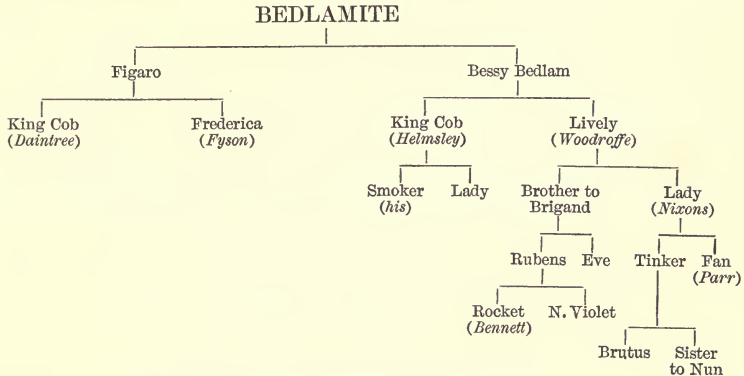 BEDLAMITE
Figaro
Bessy Bedlam
King Cob
(Daintree)
Frederica
(Fyson)
King Cob
(Helmsley)
Lively
(Woodroffe)
Smoker
(his)
Lady
Brother to
Brigand
Lady
(Nixons)
Rubens
Eve
Tinker
Fan
(Parr)
Rocket
(Bennett)
N. Violet
Brutus
Sister
to Nun